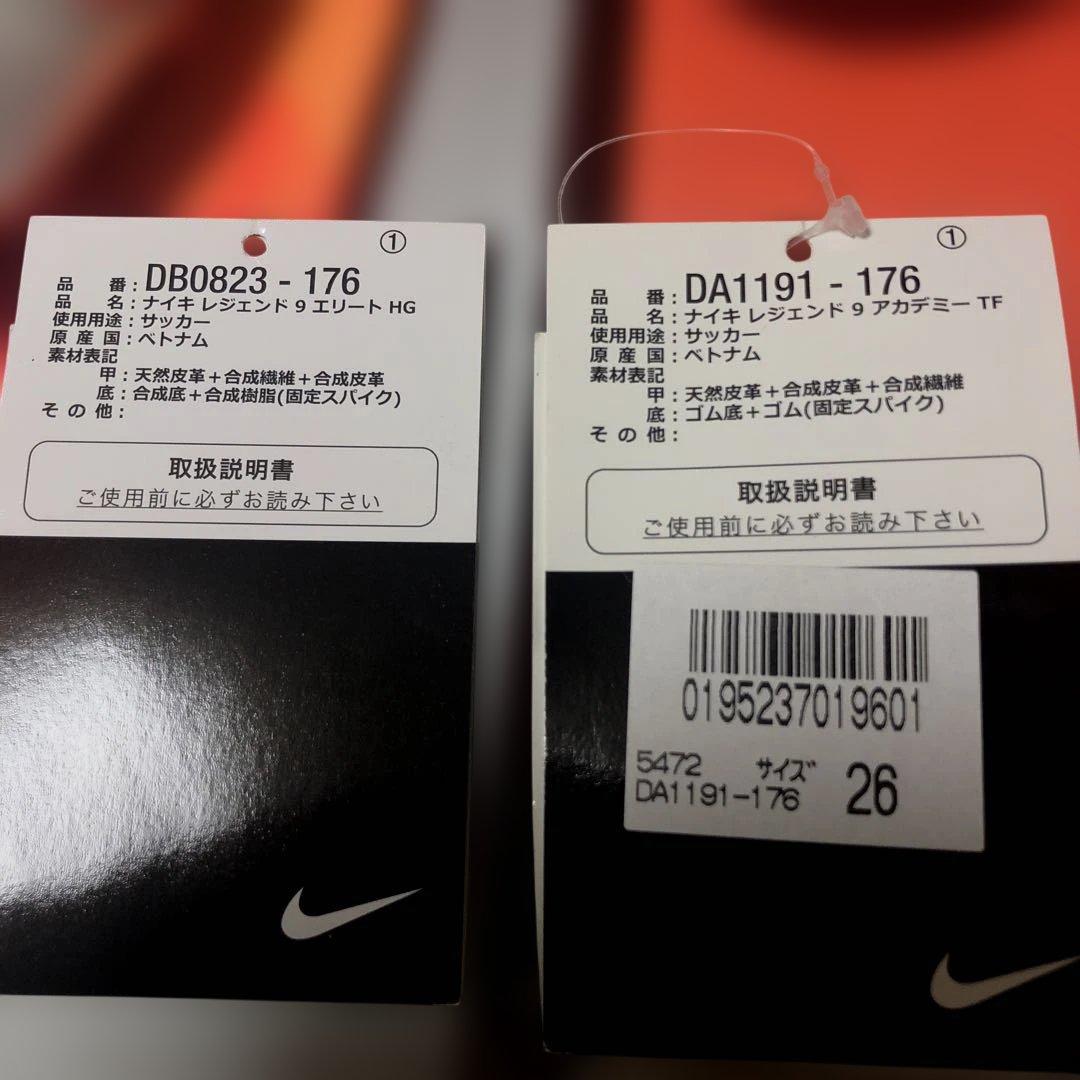 ①
品番：DB0823 - 176
品名：ナイキ レジェンド 9 エリート HG
使用用途：サッカー
原産国：ベトナム
素材表記
甲：天然皮革＋合成繊維＋合成皮革
底：合成底＋合成樹脂(固定スパイク)
その他：
取扱説明書
ご使用前に必ずお読み下さい
①
品番：DA1191 - 176
品名：ナイキ レジェンド 9 アカデミー TF
使用用途：サッカー
原産国：ベトナム
素材表記
甲：天然皮革＋合成皮革＋合成繊維
底：ゴム底＋ゴム(固定スパイク)
その他：
取扱説明書
ご使用前に必ずお読み下さい
0195237019601
5472 サイズ 26
DA1191-176